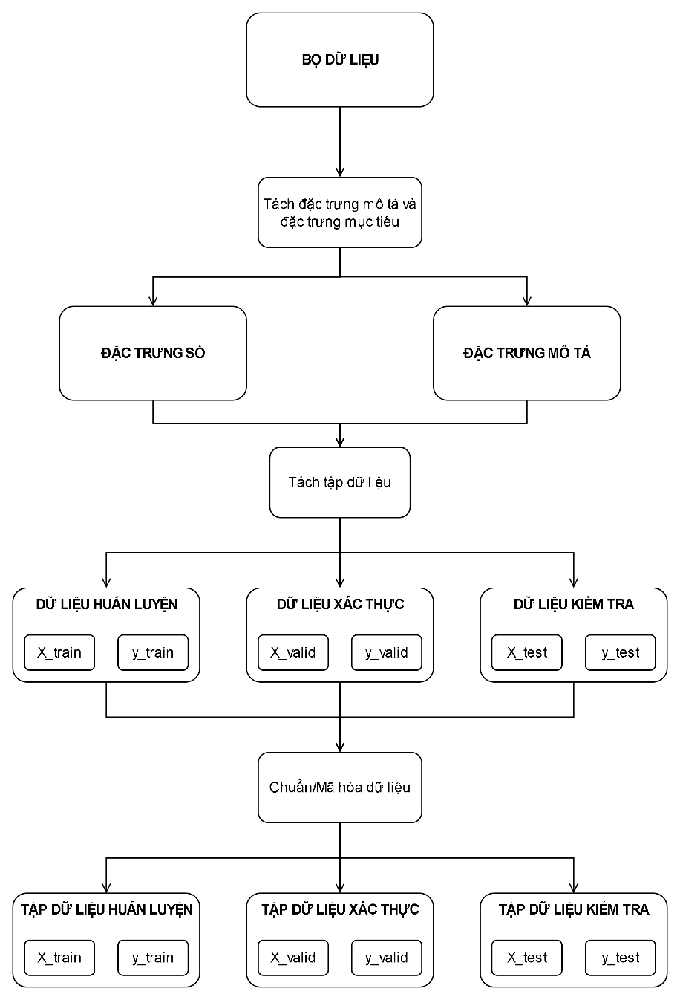 BỘ DỮ LIỆU
Tách đặc trưng mô tả và
đặc trưng mục tiêu
ĐẶC TRƯNG SỐ
ĐẶC TRƯNG MÔ TẢ
Tách tập dữ liệu
DỮ LIỆU HUẤN LUYỆN
DỮ LIỆU XÁC THỰC
DỮ LIỆU KIỂM TRA
X_train
y_train
X_valid
y_valid
X_test
y_test
Chuẩn/Mã hóa dữ liệu
TẬP DỮ LIỆU HUẤN LUYỆN
TẬP DỮ LIỆU XÁC THỰC
TẬP DỮ LIỆU KIỂM TRA
X_train
y_train
X_valid
y_valid
X_test
y_test